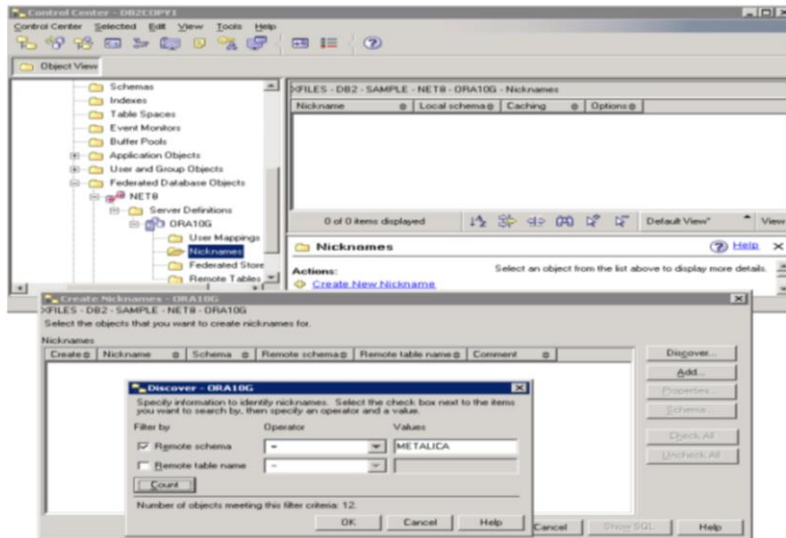 Control Center - DB2COPY1
Control Center Selected Edit View Tools Help
Object View
Schemas
Indexes
Table Spaces
Event Monitors
Buffer Pools
Application Objects
User and Group Objects
Federated Database Objects
NET8
Server Definitions
ORA10G
User Mappings
Nicknames
Federated Store
Remote Tables
XFILES - DB2 - SAMPLE - NET8 - ORA10G - Nicknames
Nickname Local schema Caching Options
0 of 0 items displayed Default View* View
Nicknames Help
Actions: Select an object from the list above to display more details.
Create New Nickname
Create Nicknames - ORA10G
XFILES - DB2 - SAMPLE - NET8 - ORA10G
Select the objects that you want to create nicknames for.
Nicknames
Create Nickname Schema Remote schema Remote table name Comment
Discover...
Add...
Properties...
Schema...
Check All
Uncheck All
Discover - ORA10G
Specify information to identify nicknames. Select the check box next to the items
you want to search by, then specify an operator and a value.
Filter by Operator Values
Remote schema = METALICA
Remote table name =
Count
Number of objects meeting this filter criteria: 12.
OK Cancel Help
Cancel Show SQL Help